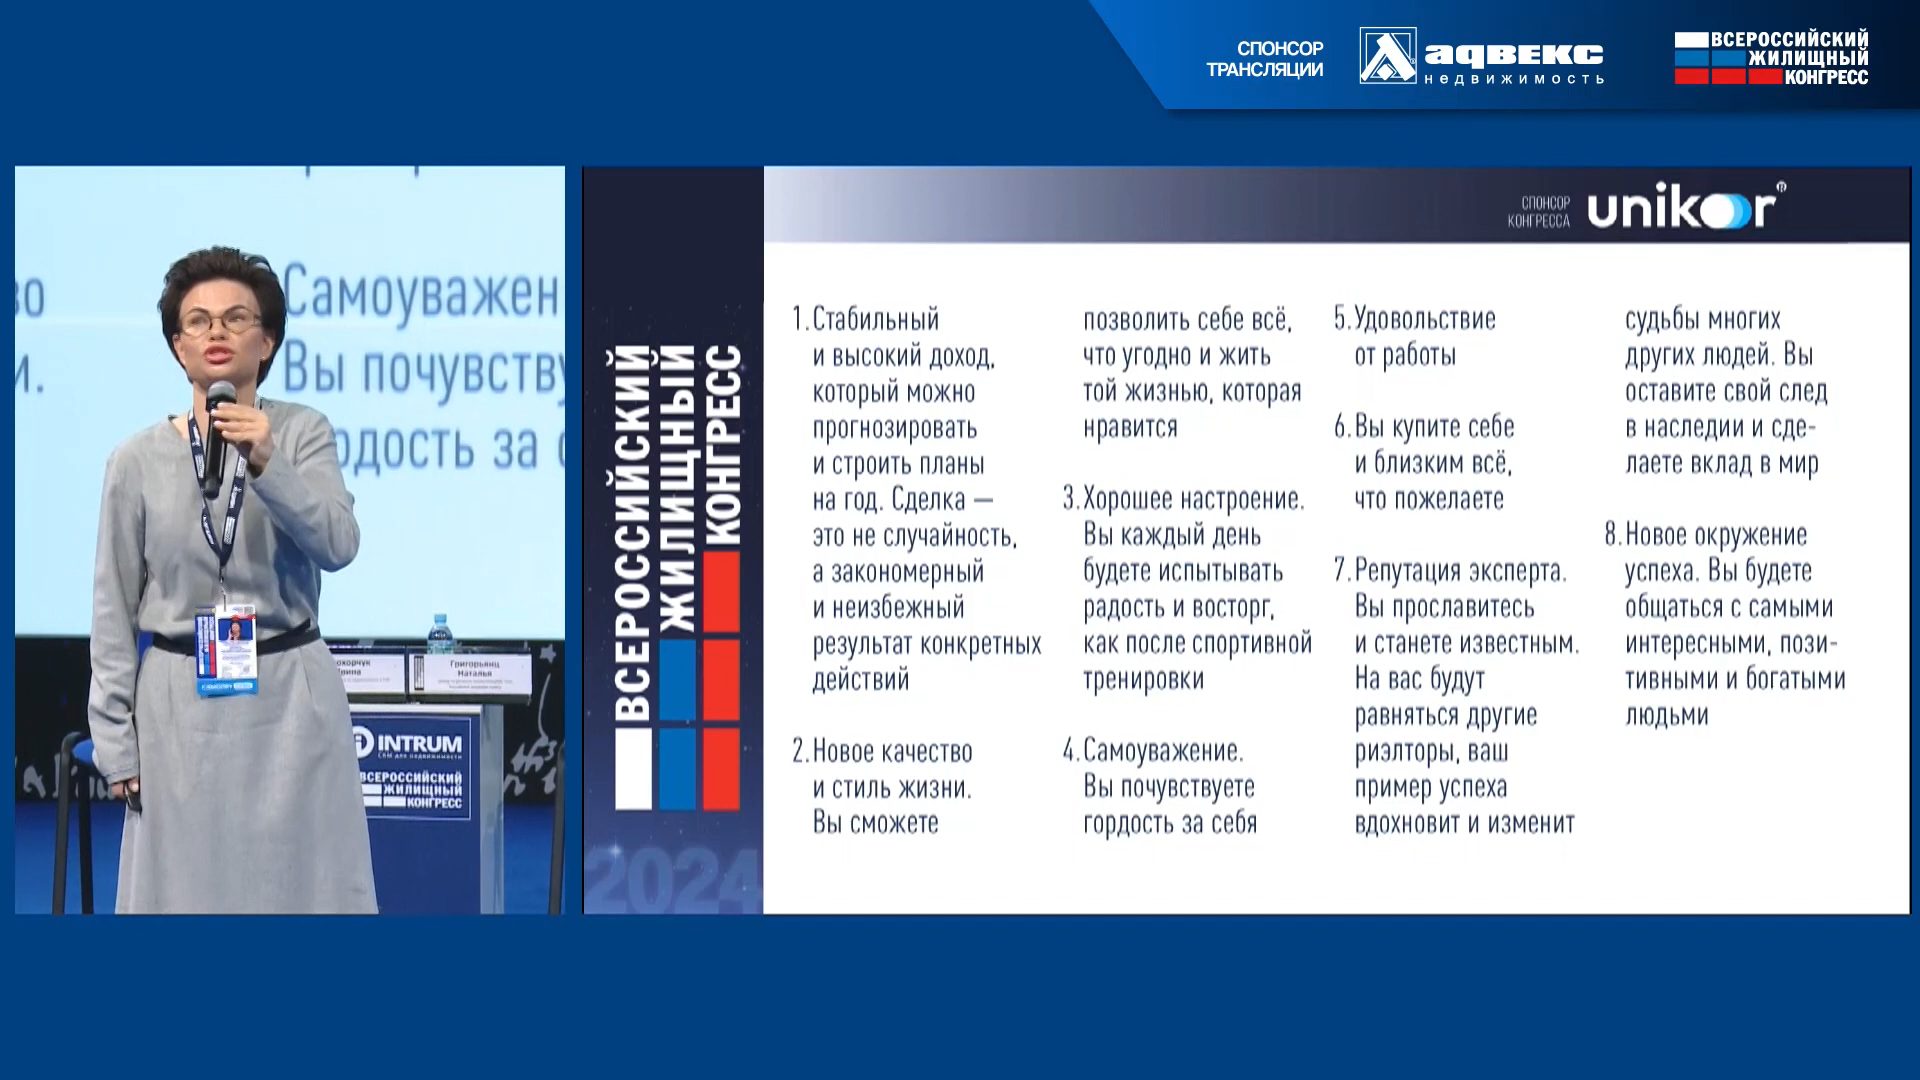 СПОНСОР
ТРАНСЛЯЦИИ
адвекс
недвижимость
ВСЕРОССИЙСКИЙ
ЖИЛИЩНЫЙ
КОНГРЕСС
во
и.
Самоуважен
Вы почувству
гордость за с
Григорьянц
Наталья
INTRUM
CRM для недвижимости
ВСЕРОССИЙСКИЙ
ЖИЛИЩНЫЙ
КОНГРЕСС
ВСЕРОССИЙСКИЙ
ЖИЛИЩНЫЙ
КОНГРЕСС
2024
СПОНСОР
КОНГРЕССА
unikor®
1. Стабильный
и высокий доход,
который можно
прогнозировать
и строить планы
на год. Сделка —
это не случайность,
а закономерный
и неизбежный
результат конкретных
действий
2. Новое качество
и стиль жизни.
Вы сможете
позволить себе всё,
что угодно и жить
той жизнью, которая
нравится
3. Хорошее настроение.
Вы каждый день
будете испытывать
радость и восторг,
как после спортивной
тренировки
4. Самоуважение.
Вы почувствуете
гордость за себя
5. Удовольствие
от работы
6. Вы купите себе
и близким всё,
что пожелаете
7. Репутация эксперта.
Вы прославитесь
и станете известным.
На вас будут
равняться другие
риэлторы, ваш
пример успеха
вдохновит и изменит
судьбы многих
других людей. Вы
оставите свой след
в наследии и сде-
лаете вклад в мир
8. Новое окружение
успеха. Вы будете
общаться с самыми
интересными, пози-
тивными и богатыми
людьми